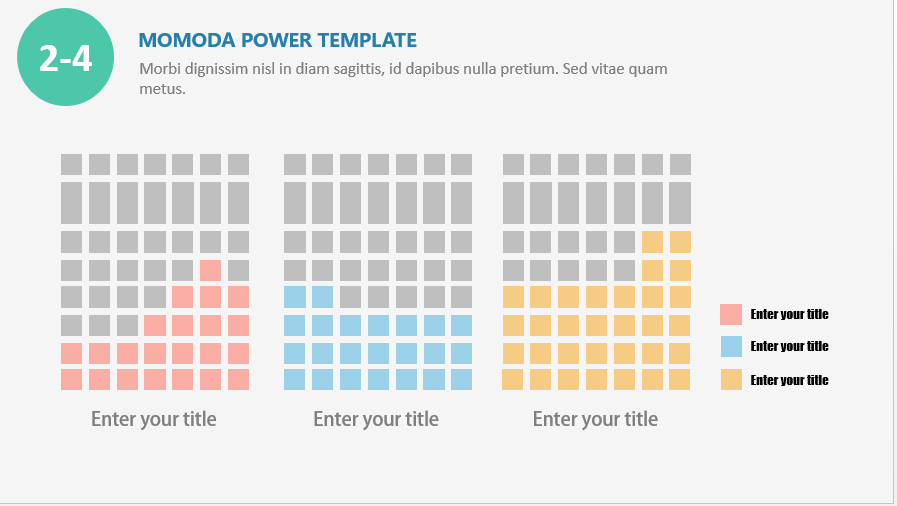 2-4
MOMODA POWER TEMPLATE
Morbi dignissim nisl in diam sagittis, id dapibus nulla pretium. Sed vitae quam
metus.
Enter your title
Enter your title
Enter your title
Enter your title
Enter your title
Enter your title